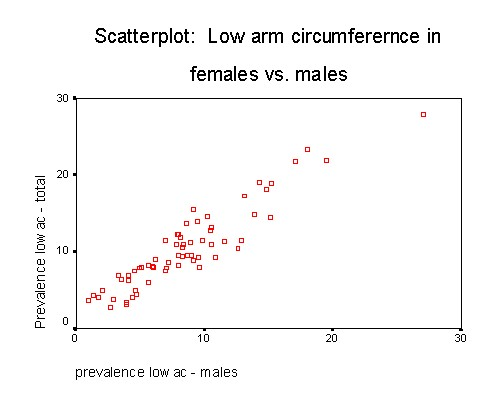 Scatterplot: Low arm circumferernce in
females vs. males
30
20
10
0
Prevalence low ac - total
0
10
20
30
prevalence low ac - males